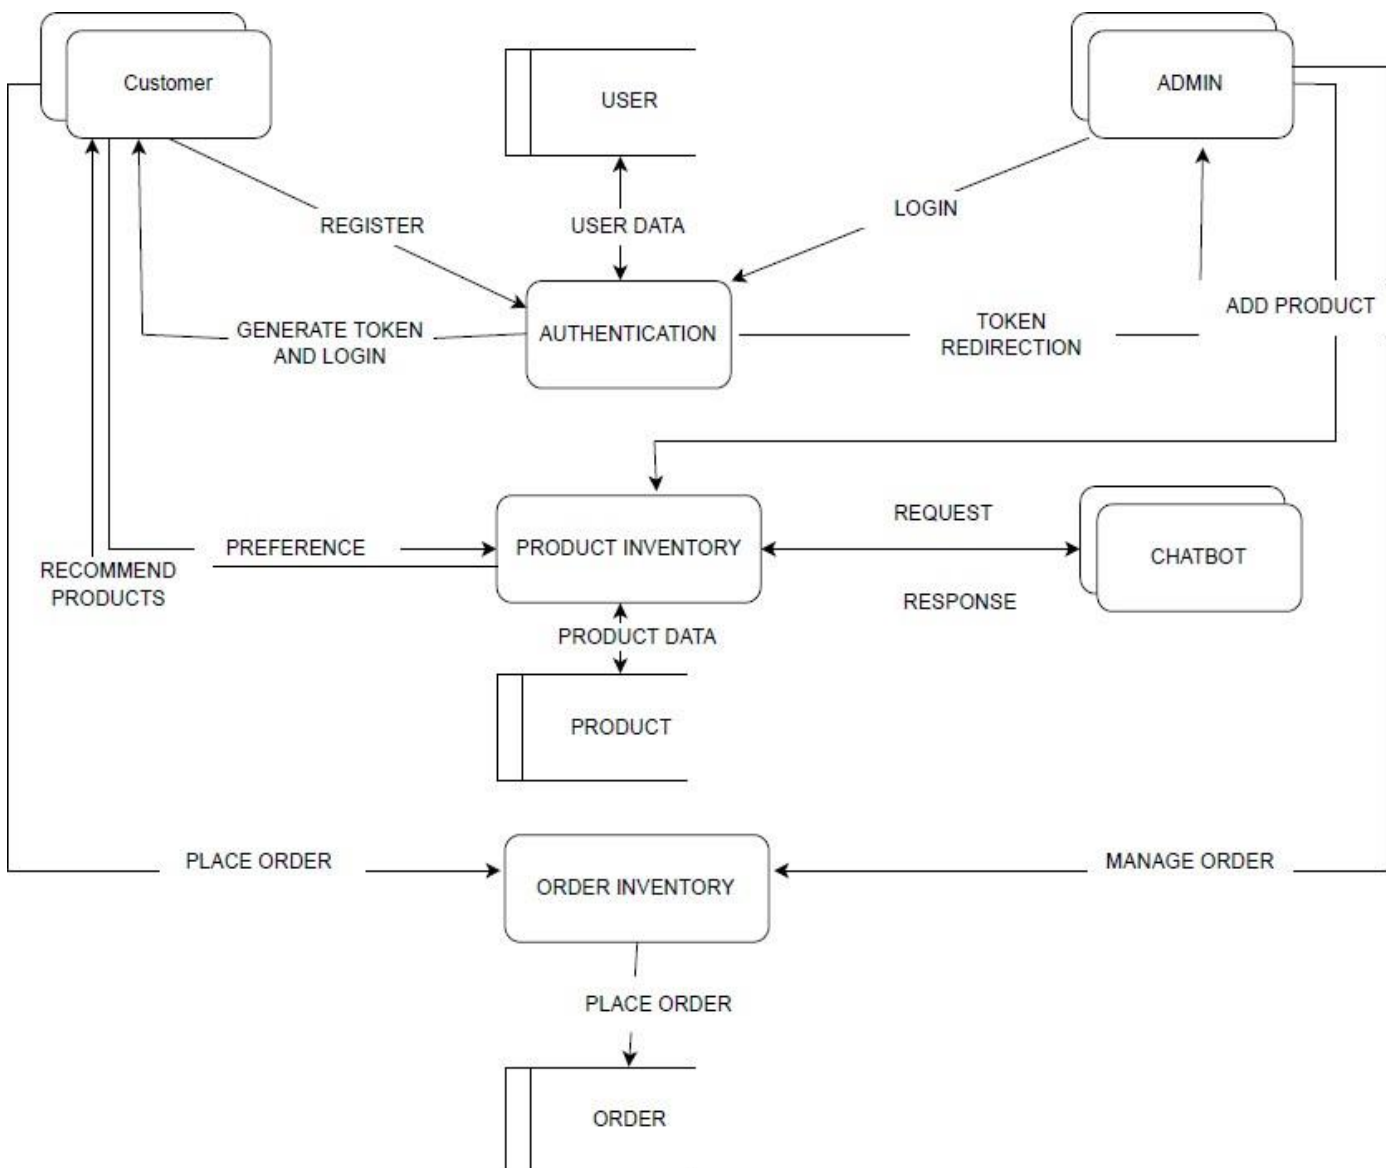 Customer
USER
ADMIN
REGISTER
USER DATA
LOGIN
GENERATE TOKEN
AND LOGIN
AUTHENTICATION
TOKEN
REDIRECTION
ADD PRODUCT
PREFERENCE
PRODUCT INVENTORY
REQUEST
CHATBOT
RECOMMEND
PRODUCTS
RESPONSE
PRODUCT DATA
PRODUCT
PLACE ORDER
ORDER INVENTORY
MANAGE ORDER
PLACE ORDER
ORDER